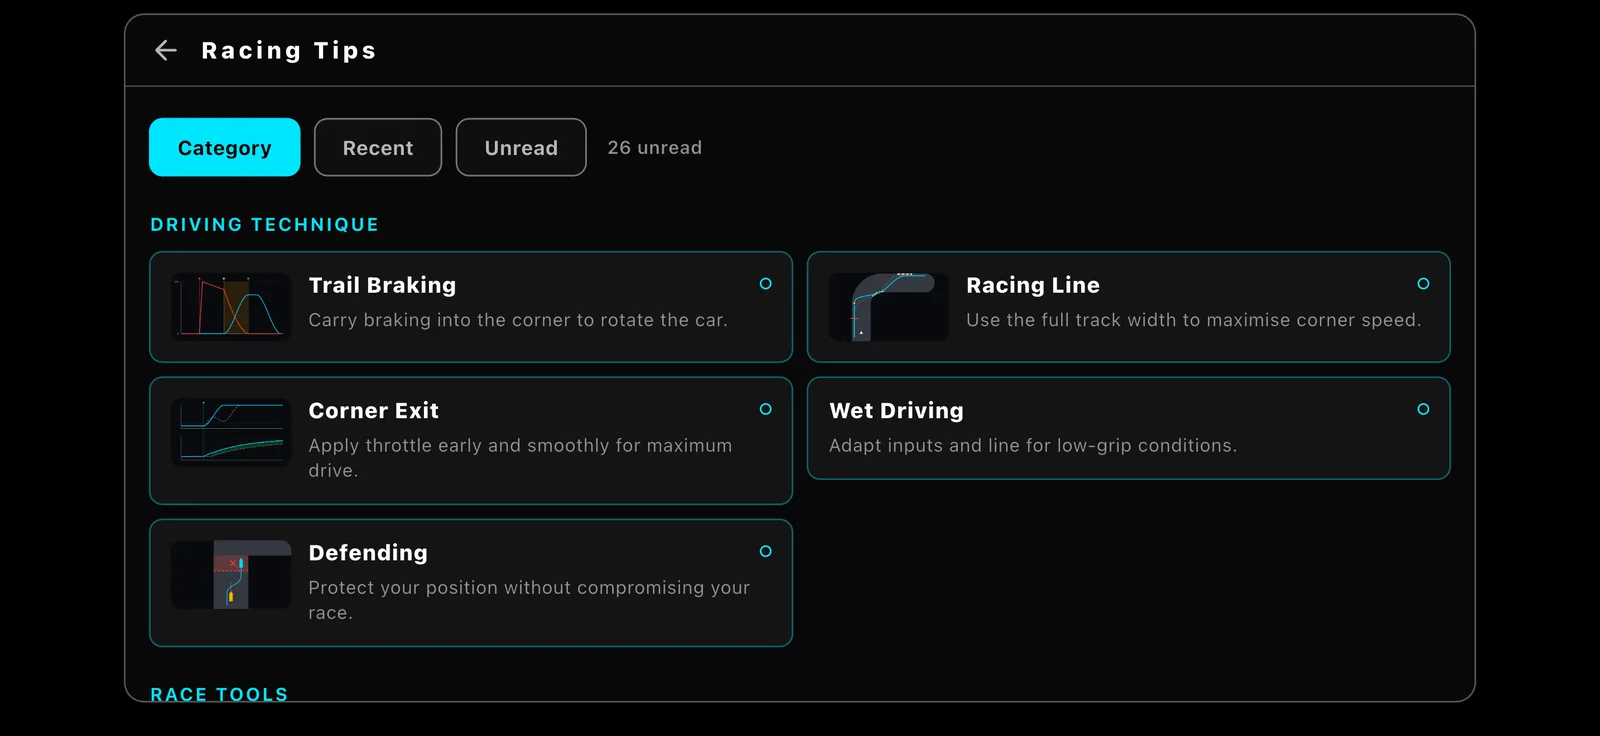 Racing Tips
Category
Recent
Unread
26 unread
DRIVING TECHNIQUE
Trail Braking
Carry braking into the corner to rotate the car.
Racing Line
Use the full track width to maximise corner speed.
Corner Exit
Apply throttle early and smoothly for maximum
drive.
Wet Driving
Adapt inputs and line for low-grip conditions.
Defending
Protect your position without compromising your
race.
RACE TOOLS